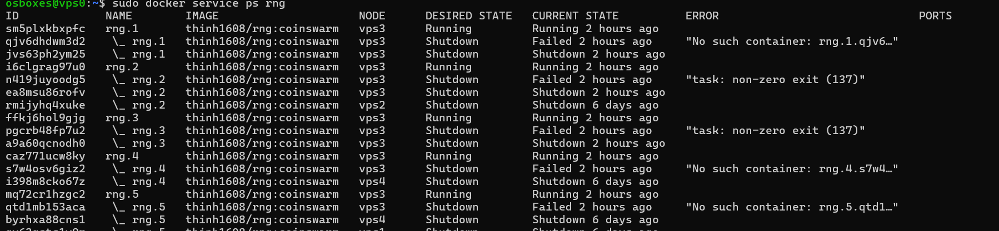 osboxes@vps0:~$ sudo docker service ps rng
ID NAME IMAGE NODE DESIRED STATE CURRENT STATE ERROR PORTS
sm5plxkbxpfc rng.1 thinh1608/rng:coinswarm vps3 Running Running 2 hours ago
qjv6dhdwm3d2 \_ rng.1 thinh1608/rng:coinswarm vps3 Shutdown Failed 2 hours ago "No such container: rng.1.qjv6…"
jvs63ph2ym25 \_ rng.1 thinh1608/rng:coinswarm vps3 Shutdown Shutdown 2 hours ago
i6clgrag97u0 rng.2 thinh1608/rng:coinswarm vps3 Running Running 2 hours ago
n419juyoodg5 \_ rng.2 thinh1608/rng:coinswarm vps3 Shutdown Failed 2 hours ago "task: non-zero exit (137)"
ea8msu86rofv \_ rng.2 thinh1608/rng:coinswarm vps3 Shutdown Shutdown 2 hours ago
rmijyhq4xuke \_ rng.2 thinh1608/rng:coinswarm vps2 Shutdown Shutdown 6 days ago
ffkj6hol9gjg rng.3 thinh1608/rng:coinswarm vps3 Running Running 2 hours ago
pgcrb48fp7u2 \_ rng.3 thinh1608/rng:coinswarm vps3 Shutdown Failed 2 hours ago "task: non-zero exit (137)"
a9a60qcnodh0 \_ rng.3 thinh1608/rng:coinswarm vps3 Shutdown Shutdown 2 hours ago
caz771ucw8ky rng.4 thinh1608/rng:coinswarm vps3 Running Running 2 hours ago
s7w4osv6giz2 \_ rng.4 thinh1608/rng:coinswarm vps3 Shutdown Failed 2 hours ago "No such container: rng.4.s7w4…"
i398m8cko67z \_ rng.4 thinh1608/rng:coinswarm vps4 Shutdown Shutdown 6 days ago
mq72cr1hzgc2 rng.5 thinh1608/rng:coinswarm vps3 Running Running 2 hours ago
qtd1mb153aca \_ rng.5 thinh1608/rng:coinswarm vps3 Shutdown Failed 2 hours ago "No such container: rng.5.qtd1…"
byrhxa88cns1 \_ rng.5 thinh1608/rng:coinswarm vps4 Shutdown Shutdown 6 days ago
\_ rng.5 thinh1608/rng:coinswarm vps1 Shutdown Shutdown 6 days ago